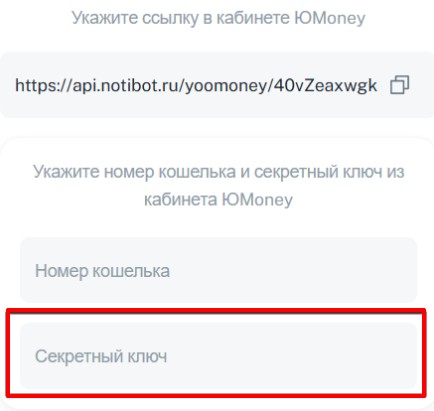 Укажите ссылку в кабинете ЮMoney
https://api.notibot.ru/yoomoney/40vZeaxwgk
Укажите номер кошелька и секретный ключ из
кабинета ЮMoney
Номер кошелька
Секретный ключ